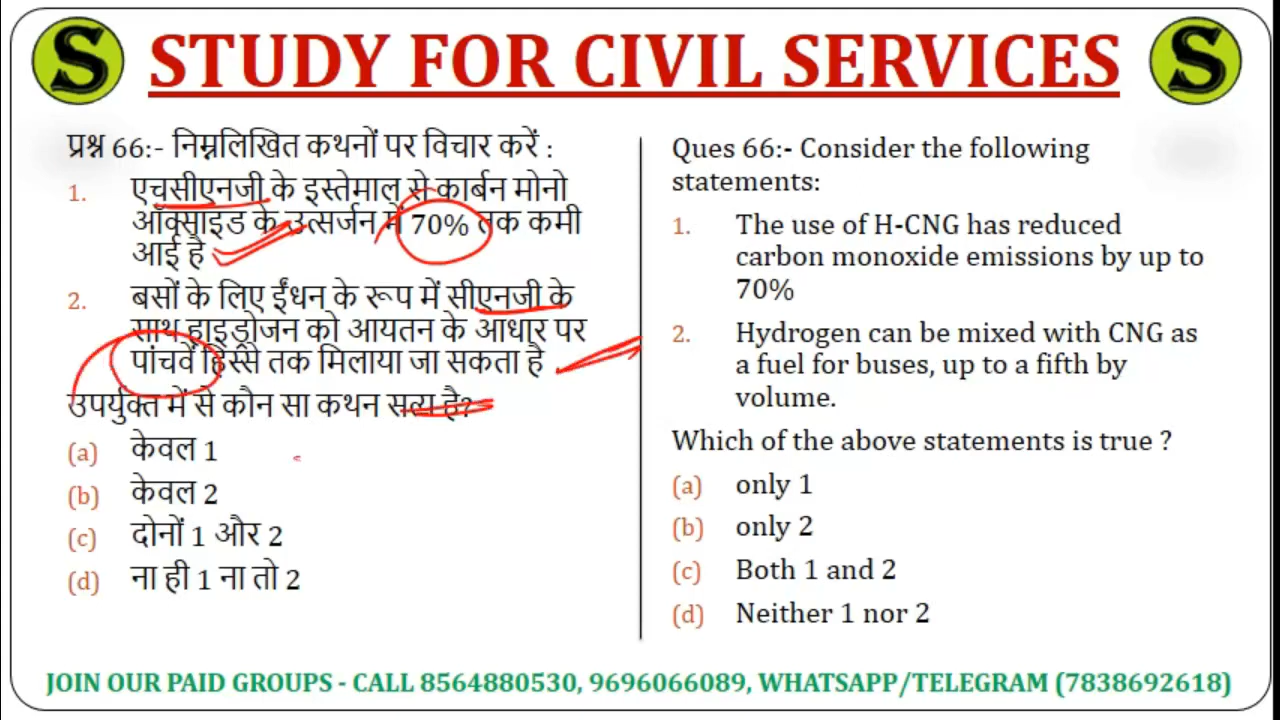 S
STUDY FOR CIVIL SERVICES
S
प्रश्न 66:- निम्नलिखित कथनों पर विचार करें :
1. एचसीएनजी के इस्तेमाल से कार्बन मोनो
ऑक्साइड के उत्सर्जन में 70% तक कमी
आई है
2. बसों के लिए ईंधन के रूप में सीएनजी के
साथ हाइड्रोजन को आयतन के आधार पर
पांचवें हिस्से तक मिलाया जा सकता है
उपर्युक्त में से कौन सा कथन सत्य है?
(a) केवल 1
(b) केवल 2
(c) दोनों 1 और 2
(d) ना ही 1 ना तो 2
Ques 66:- Consider the following
statements:
1. The use of H-CNG has reduced
carbon monoxide emissions by up to
70%
2. Hydrogen can be mixed with CNG as
a fuel for buses, up to a fifth by
volume.
Which of the above statements is true ?
(a) only 1
(b) only 2
(c) Both 1 and 2
(d) Neither 1 nor 2
JOIN OUR PAID GROUPS - CALL 8564880530, 9696066089, WHATSAPP/TELEGRAM (7838692618)